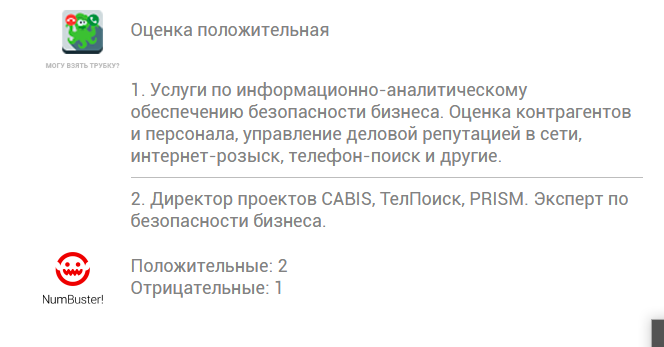 Оценка положительная
МОГУ ВЗЯТЬ ТРУБКУ?
1. Услуги по информационно-аналитическому
обеспечению безопасности бизнеса. Оценка контрагентов
и персонала, управление деловой репутацией в сети,
интернет-розыск, телефон-поиск и другие.
2. Директор проектов CABIS, ТелПоиск, PRISM. Эксперт по
безопасности бизнеса.
Положительные: 2
Отрицательные: 1
NumBuster!